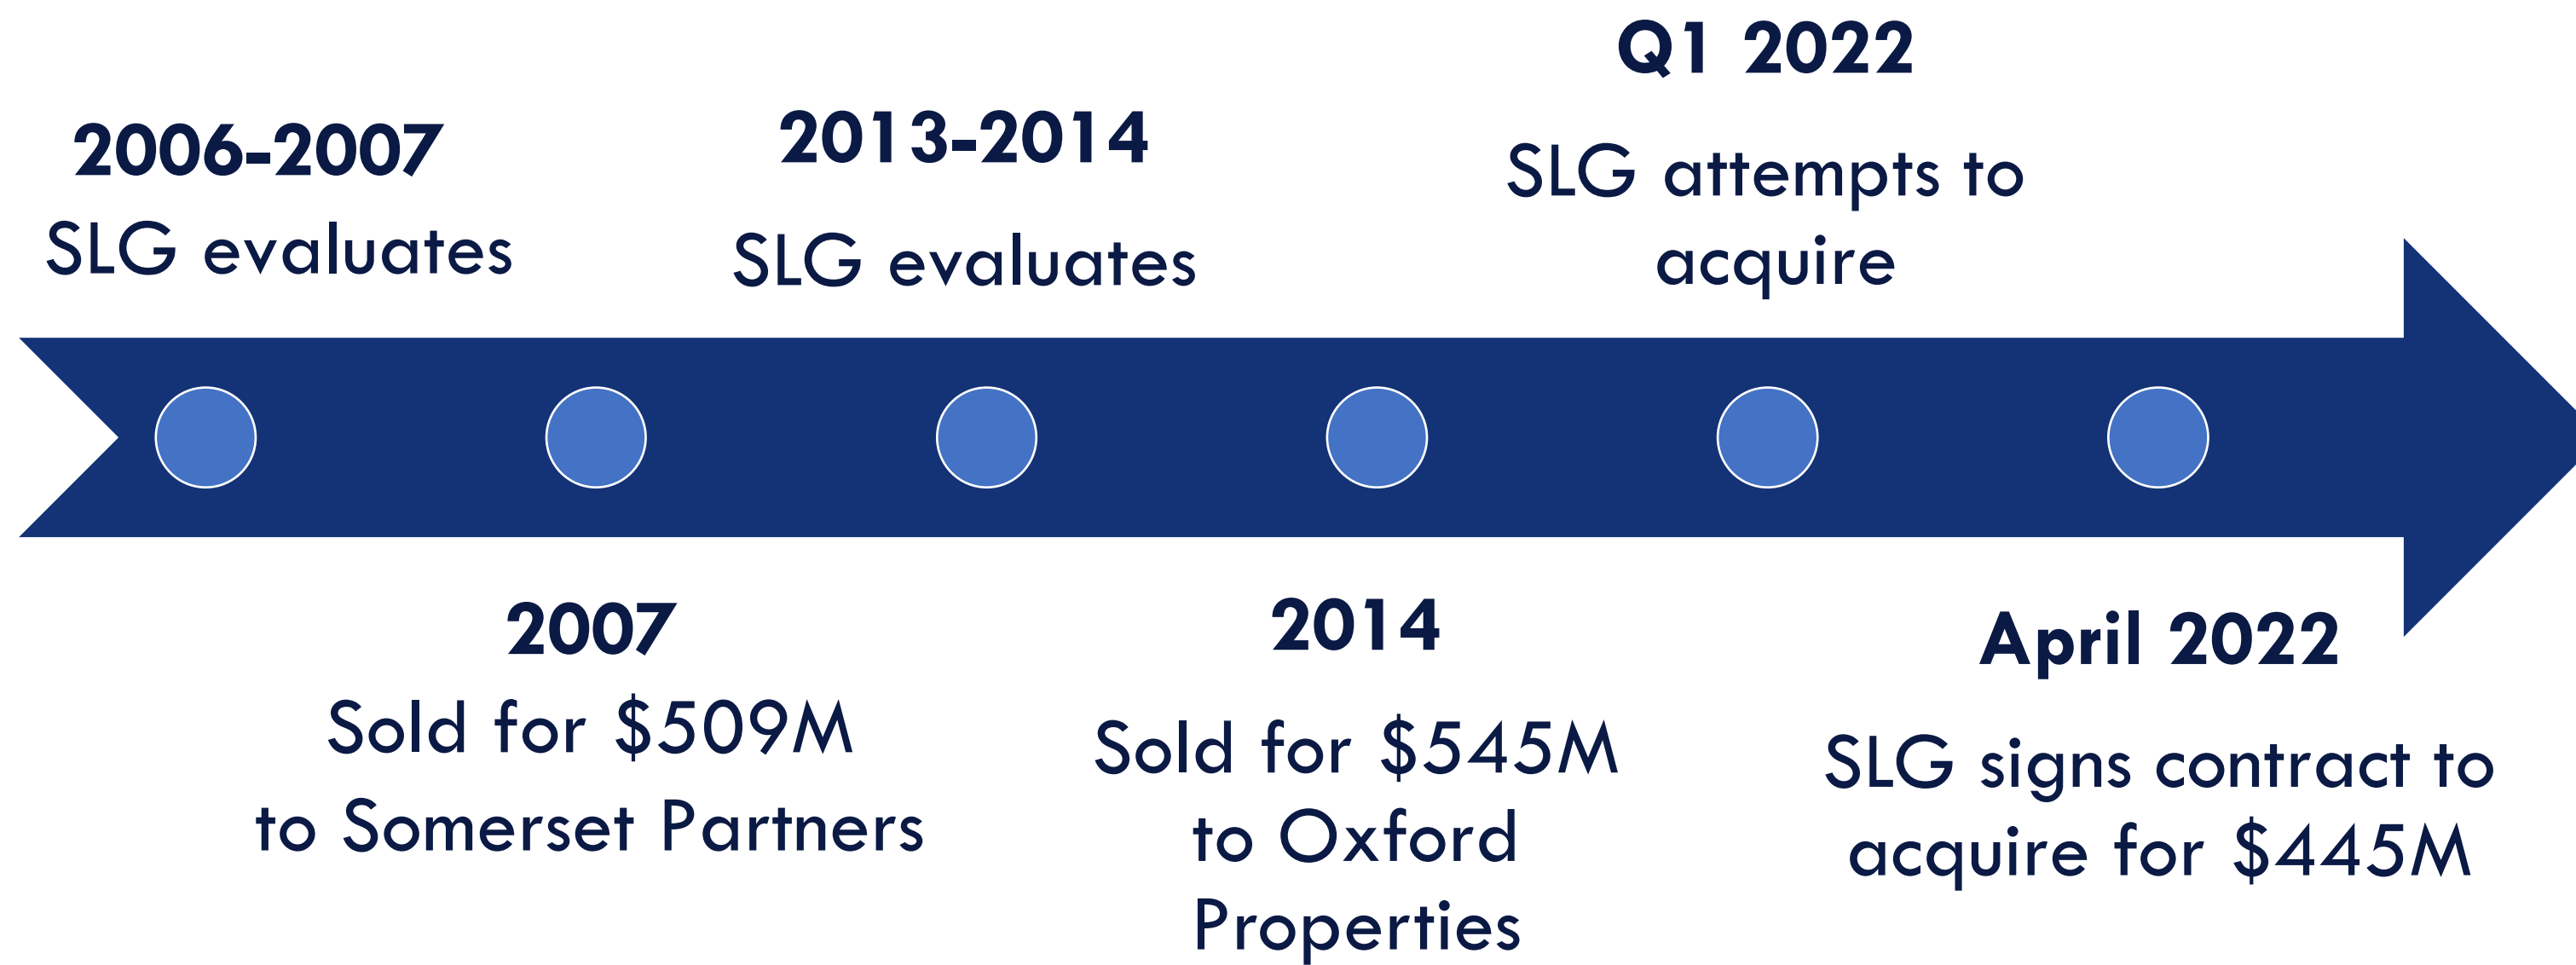 2006-2007
SLG evaluates
2007
Sold for $509M
to Somerset Partners
2013-2014
SLG evaluates
2014
Sold for $545M
to Oxford
Properties
Q1 2022
SLG attempts to
acquire
April 2022
SLG signs contract to
acquire for $445M